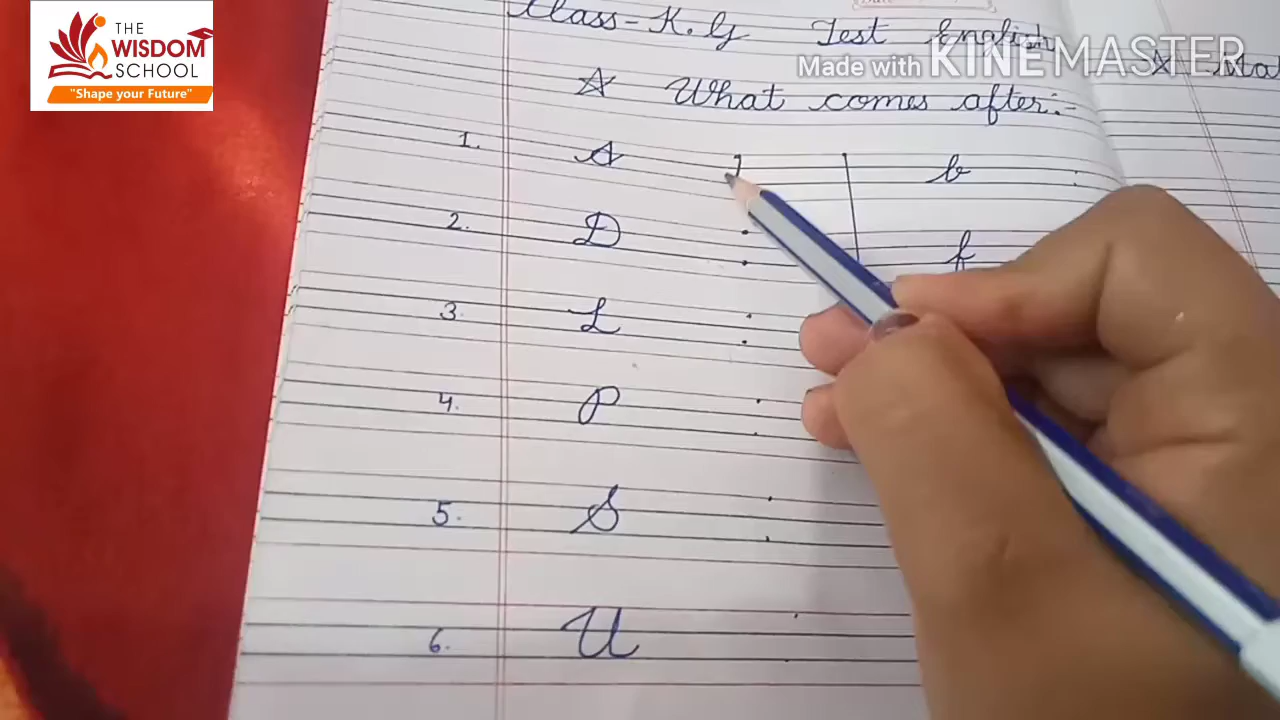 THE
WISDOM
SCHOOL
"Shape your Future"
Made with KINEMASTER
Class - K.G Test English
☆ What comes after:-
1. A b :
2. D : f
3. L :
4. P :
5. S :
6. U :